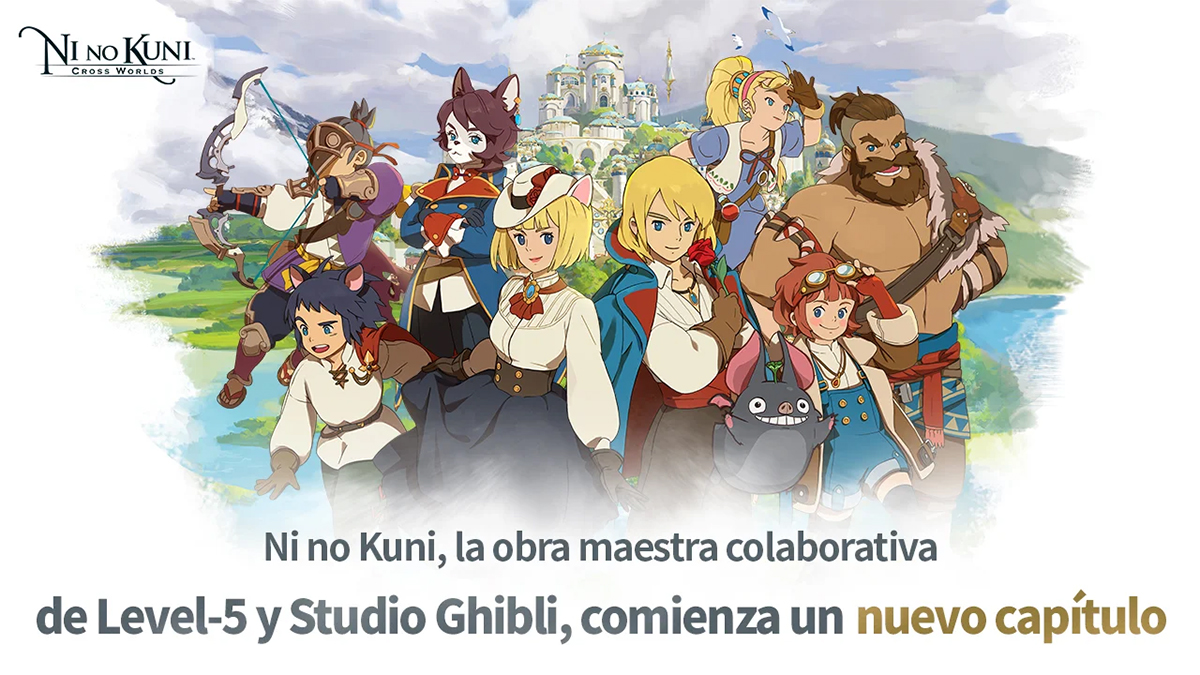 NI NO KUNI
CROSS WORLDS
Ni no Kuni, la obra maestra colaborativa
de Level-5 y Studio Ghibli, comienza un nuevo capítulo